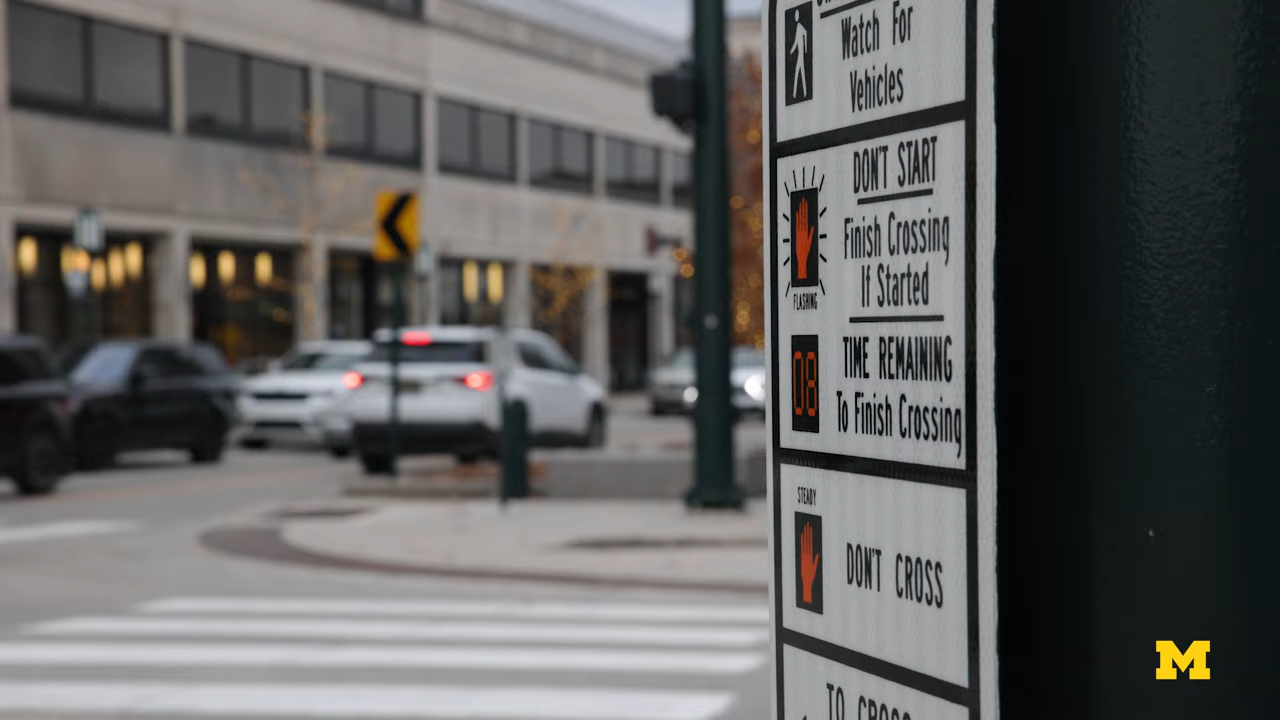 Watch For
Vehicles
DON'T START
Finish Crossing
If Started
FLASHING
08
TIME REMAINING
To Finish Crossing
STEADY
DON'T CROSS
TO CROSS
M